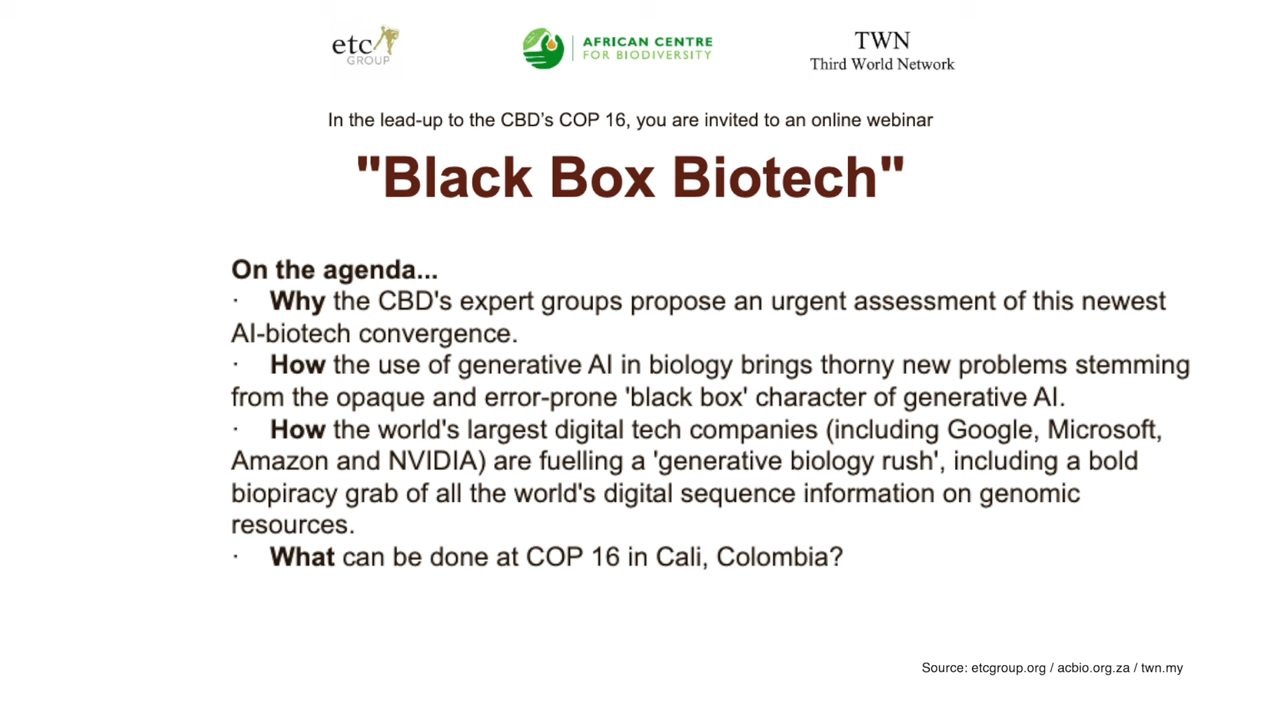 etc
GROUP
AFRICAN CENTRE
FOR BIODIVERSITY
TWN
Third World Network
In the lead-up to the CBD's COP 16, you are invited to an online webinar
"Black Box Biotech"
On the agenda...
· Why the CBD's expert groups propose an urgent assessment of this newest
AI-biotech convergence.
· How the use of generative AI in biology brings thorny new problems stemming
from the opaque and error-prone 'black box' character of generative AI.
· How the world's largest digital tech companies (including Google, Microsoft,
Amazon and NVIDIA) are fuelling a 'generative biology rush', including a bold
biopiracy grab of all the world's digital sequence information on genomic
resources.
· What can be done at COP 16 in Cali, Colombia?
Source: etcgroup.org / acbio.org.za / twn.my